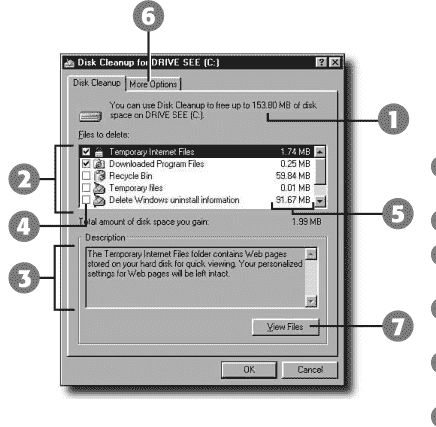 6
Disk Cleanup for DRIVE SEE (C:)
Disk Cleanup
More Options
You can use Disk Cleanup to free up to 153.80 MB of disk
space on DRIVE SEE (C:).
1
Files to delete:
Temporary Internet Files 1.74 MB
Downloaded Program Files 0.25 MB
2
Recycle Bin 59.84 MB
Temporary files 0.01 MB
Delete Windows uninstall information 91.67 MB
5
4
Total amount of disk space you gain: 1.99 MB
Description
3
The Temporary Internet Files folder contains Web pages
stored on your hard disk for quick viewing. Your personalized
settings for Web pages will be left intact.
View Files
7
OK
Cancel